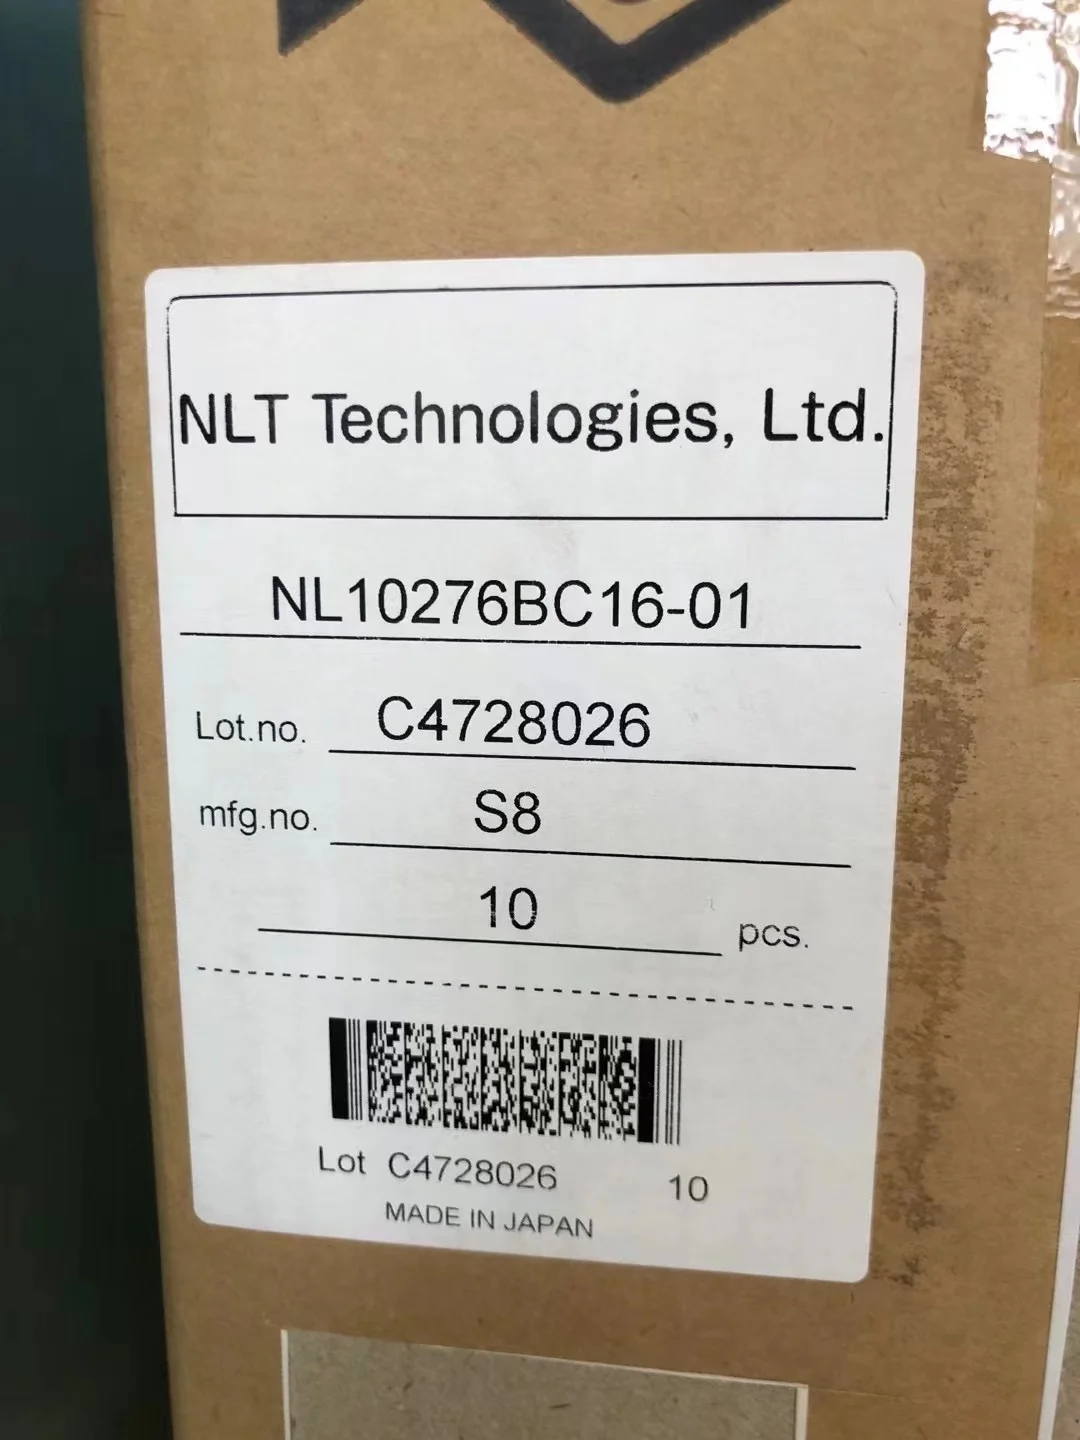 NLT Technologies, Ltd.
NL10276BC16-01
Lot.no. C4728026
mfg.no. S8
10 pcs.
Lot C4728026 10
MADE IN JAPAN